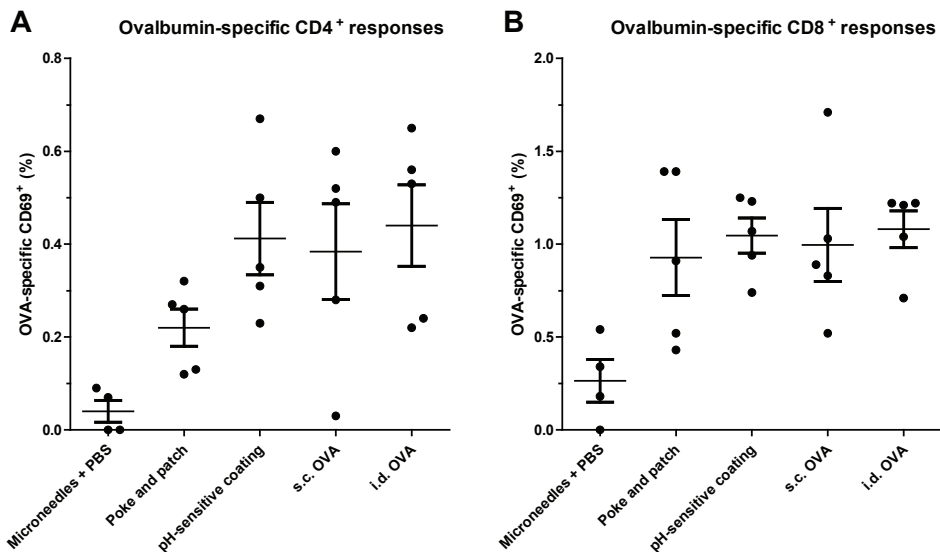 A
Ovalbumin-specific CD4+ responses
OVA-specific CD69+ (%)
0.8
0.6
0.4
0.2
0.0
Microneedles + PBS
Poke and patch
pH-sensitive coating
s.c. OVA
i.d. OVA
B
Ovalbumin-specific CD8+ responses
OVA-specific CD69+ (%)
2.0
1.5
1.0
0.5
0.0
Microneedles + PBS
Poke and patch
pH-sensitive coating
s.c. OVA
i.d. OVA